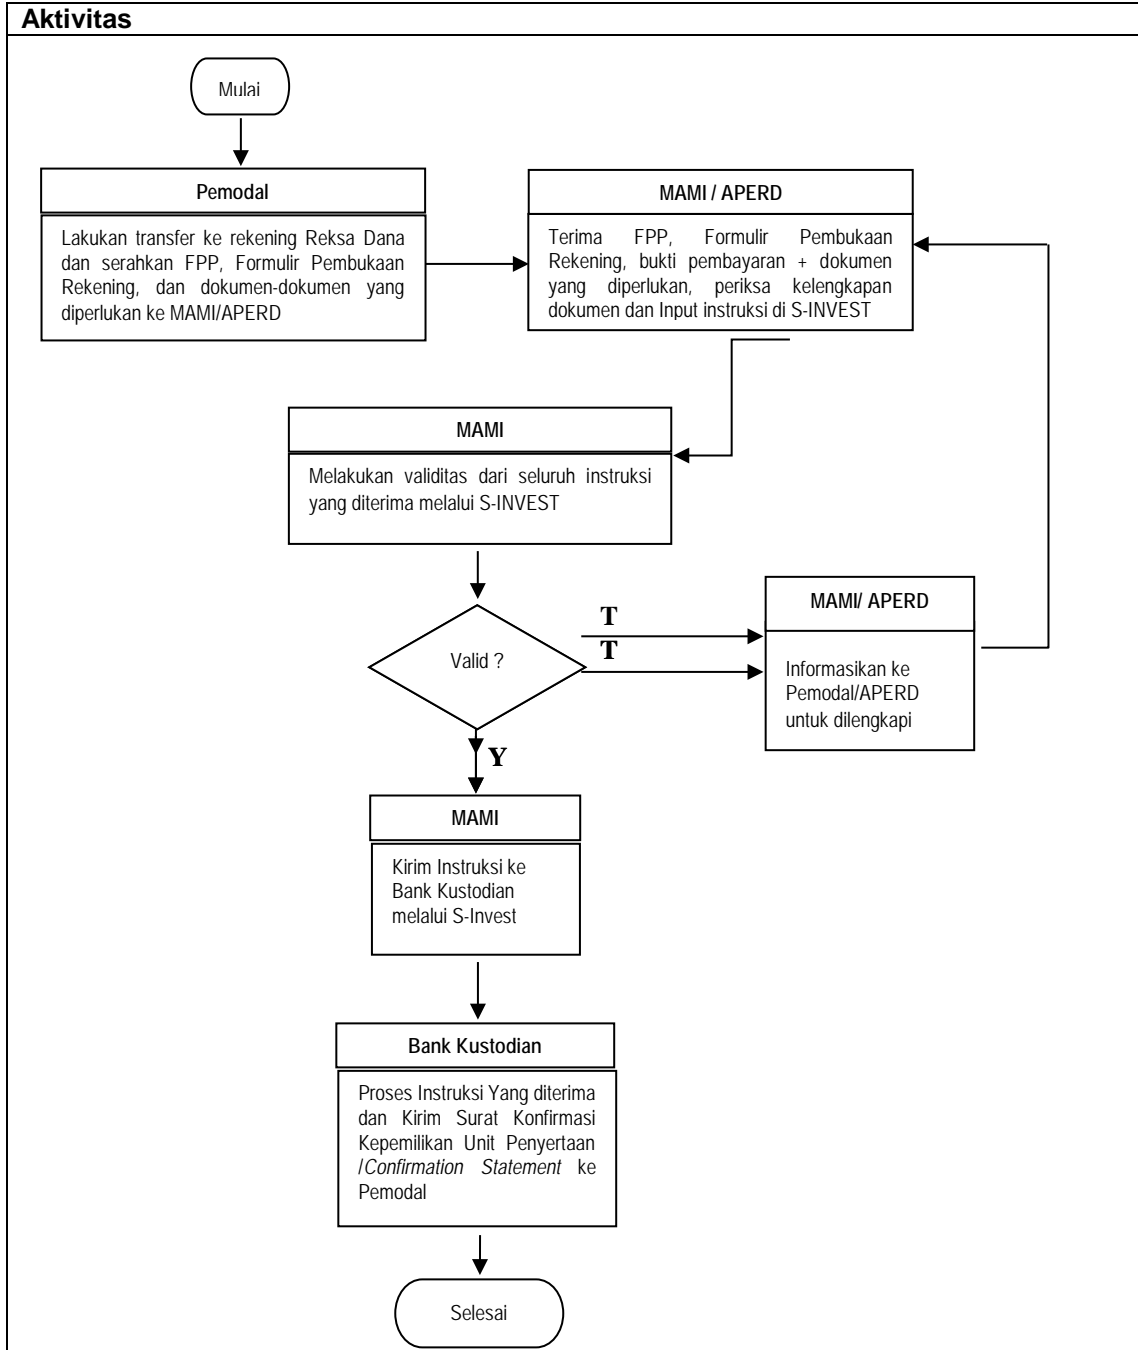 Aktivitas
Mulai
Pemodal
Lakukan transfer ke rekening Reksa Dana
dan serahkan FPP, Formulir Pembukaan
Rekening, dan dokumen-dokumen yang
diperlukan ke MAMI/APERD
MAMI / APERD
Terima FPP, Formulir Pembukaan
Rekening, bukti pembayaran + dokumen
yang diperlukan, periksa kelengkapan
dokumen dan Input instruksi di S-INVEST
MAMI
Melakukan validitas dari seluruh instruksi
yang diterima melalui S-INVEST
Valid ?
T
T
MAMI/ APERD
Informasikan ke
Pemodal/APERD
untuk dilengkapi
Y
MAMI
Kirim Instruksi ke
Bank Kustodian
melalui S-Invest
Bank Kustodian
Proses Instruksi Yang diterima
dan Kirim Surat Konfirmasi
Kepemilikan Unit Penyertaan
/Confirmation Statement ke
Pemodal
Selesai